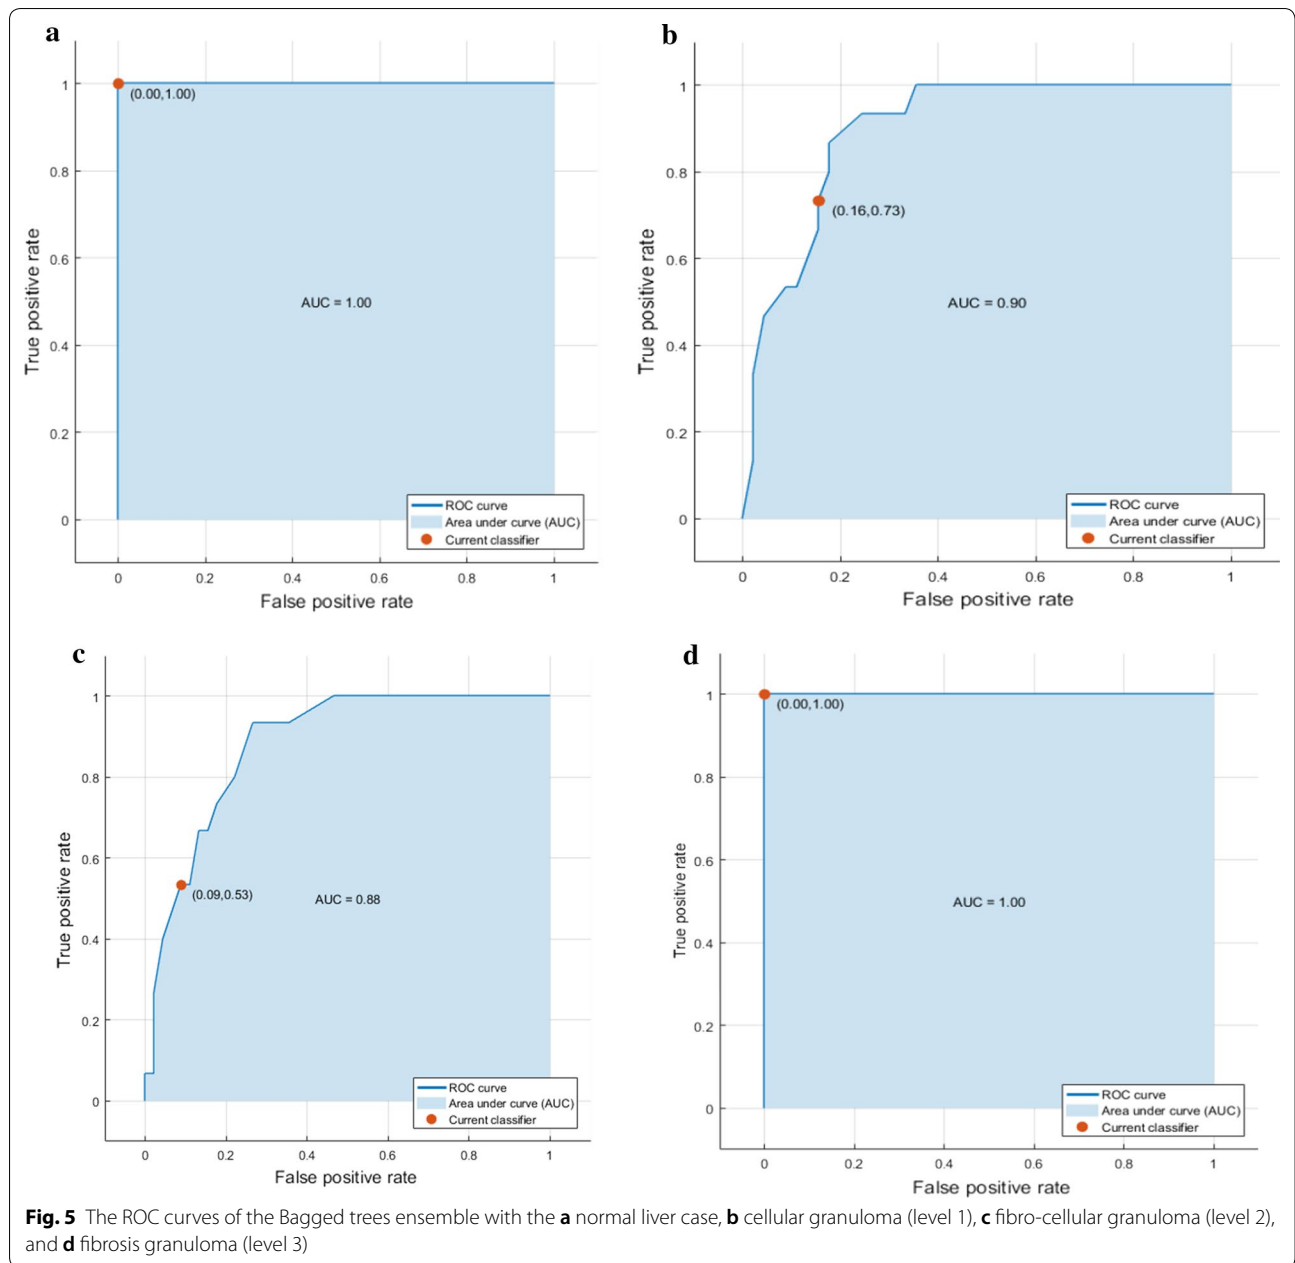 a
1
0.8
0.6
0.4
0.2
0
True positive rate
(0.00,1.00)
AUC = 1.00
ROC curve
Area under curve (AUC)
Current classifier
0 0.2 0.4 0.6 0.8 1
False positive rate
b
1
0.8
0.6
0.4
0.2
0
True positive rate
(0.16,0.73)
AUC = 0.90
ROC curve
Area under curve (AUC)
Current classifier
0 0.2 0.4 0.6 0.8 1
False positive rate
c
1
0.8
0.6
0.4
0.2
0
True positive rate
(0.09,0.53)
AUC = 0.88
ROC curve
Area under curve (AUC)
Current classifier
0 0.2 0.4 0.6 0.8 1
False positive rate
d
1
0.8
0.6
0.4
0.2
0
True positive rate
(0.00,1.00)
AUC = 1.00
ROC curve
Area under curve (AUC)
Current classifier
0 0.2 0.4 0.6 0.8 1
False positive rate
Fig. 5 The ROC curves of the Bagged trees ensemble with the a normal liver case, b cellular granuloma (level 1), c fibro-cellular granuloma (level 2),
and d fibrosis granuloma (level 3)